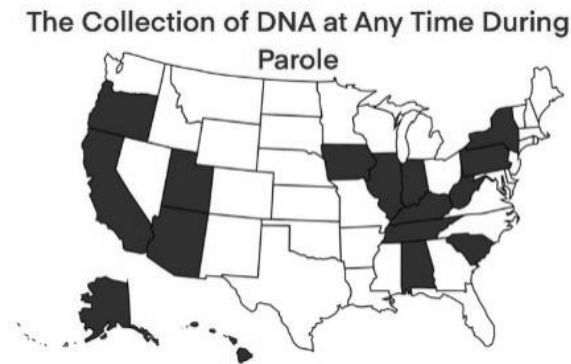 The Collection of DNA at Any Time During
Parole